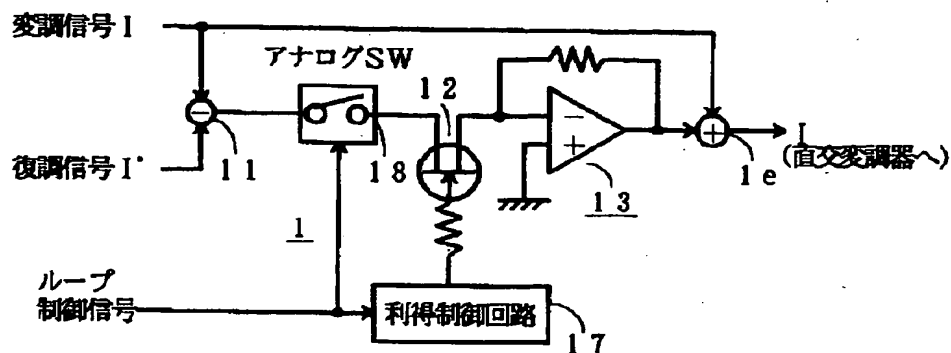 変調信号 I
アナログSW
12
復調信号 I'
11
18
13
1e
I
(直交変調器へ)
1
ループ
制御信号
利得制御回路
17